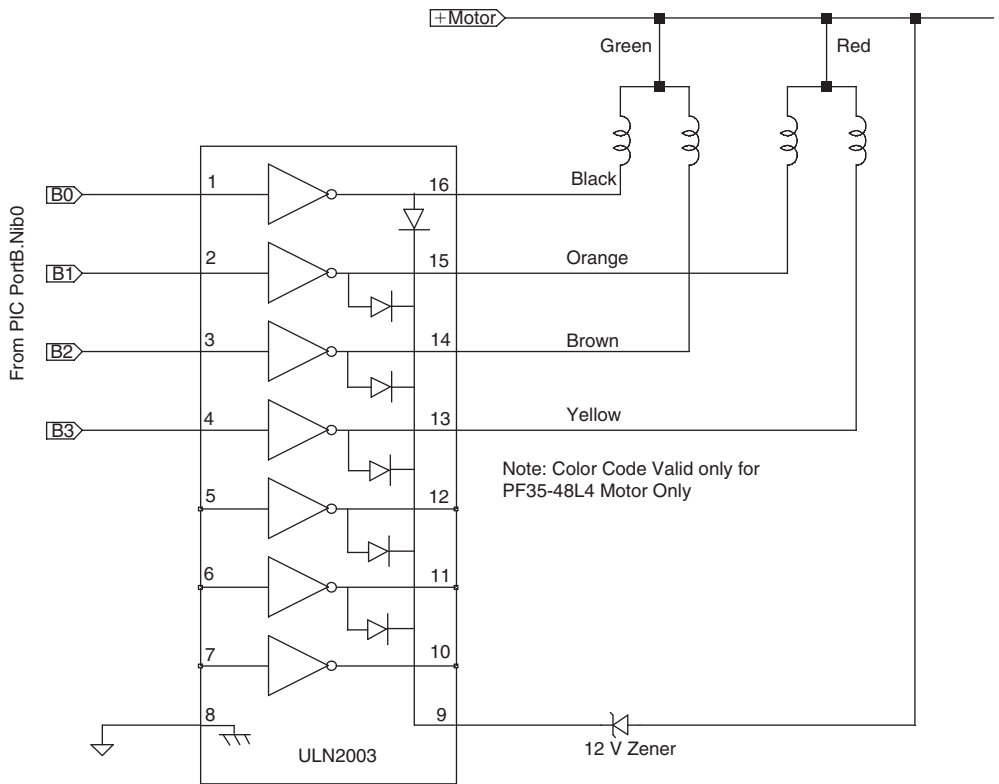 +Motor
Green
Red
Black
Orange
Brown
Yellow
From PIC PortB.Nib0
B0
B1
B2
B3
1
2
3
4
5
6
7
8
16
15
14
13
12
11
10
9
Note: Color Code Valid only for
PF35-48L4 Motor Only
ULN2003
12 V Zener